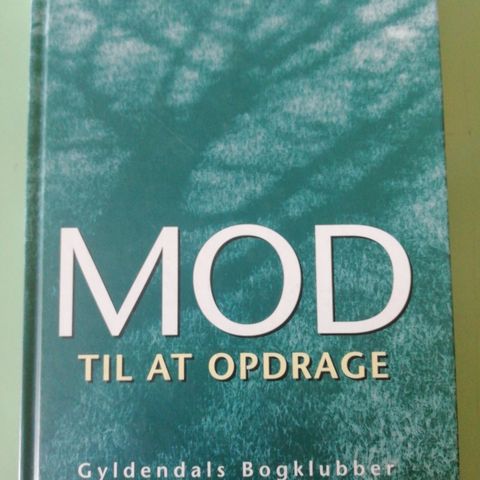 MOD
TIL AT OPDRAGE
Gyldendals Bogklubber